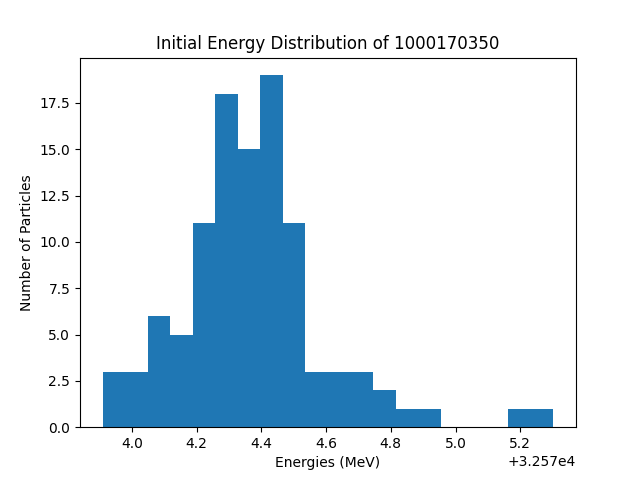 Initial Energy Distribution of 1000170350
Number of Particles
17.5
15.0
12.5
10.0
7.5
5.0
2.5
0.0
4.0 4.2 4.4 4.6 4.8 5.0 5.2
Energies (MeV)
+3.257e4